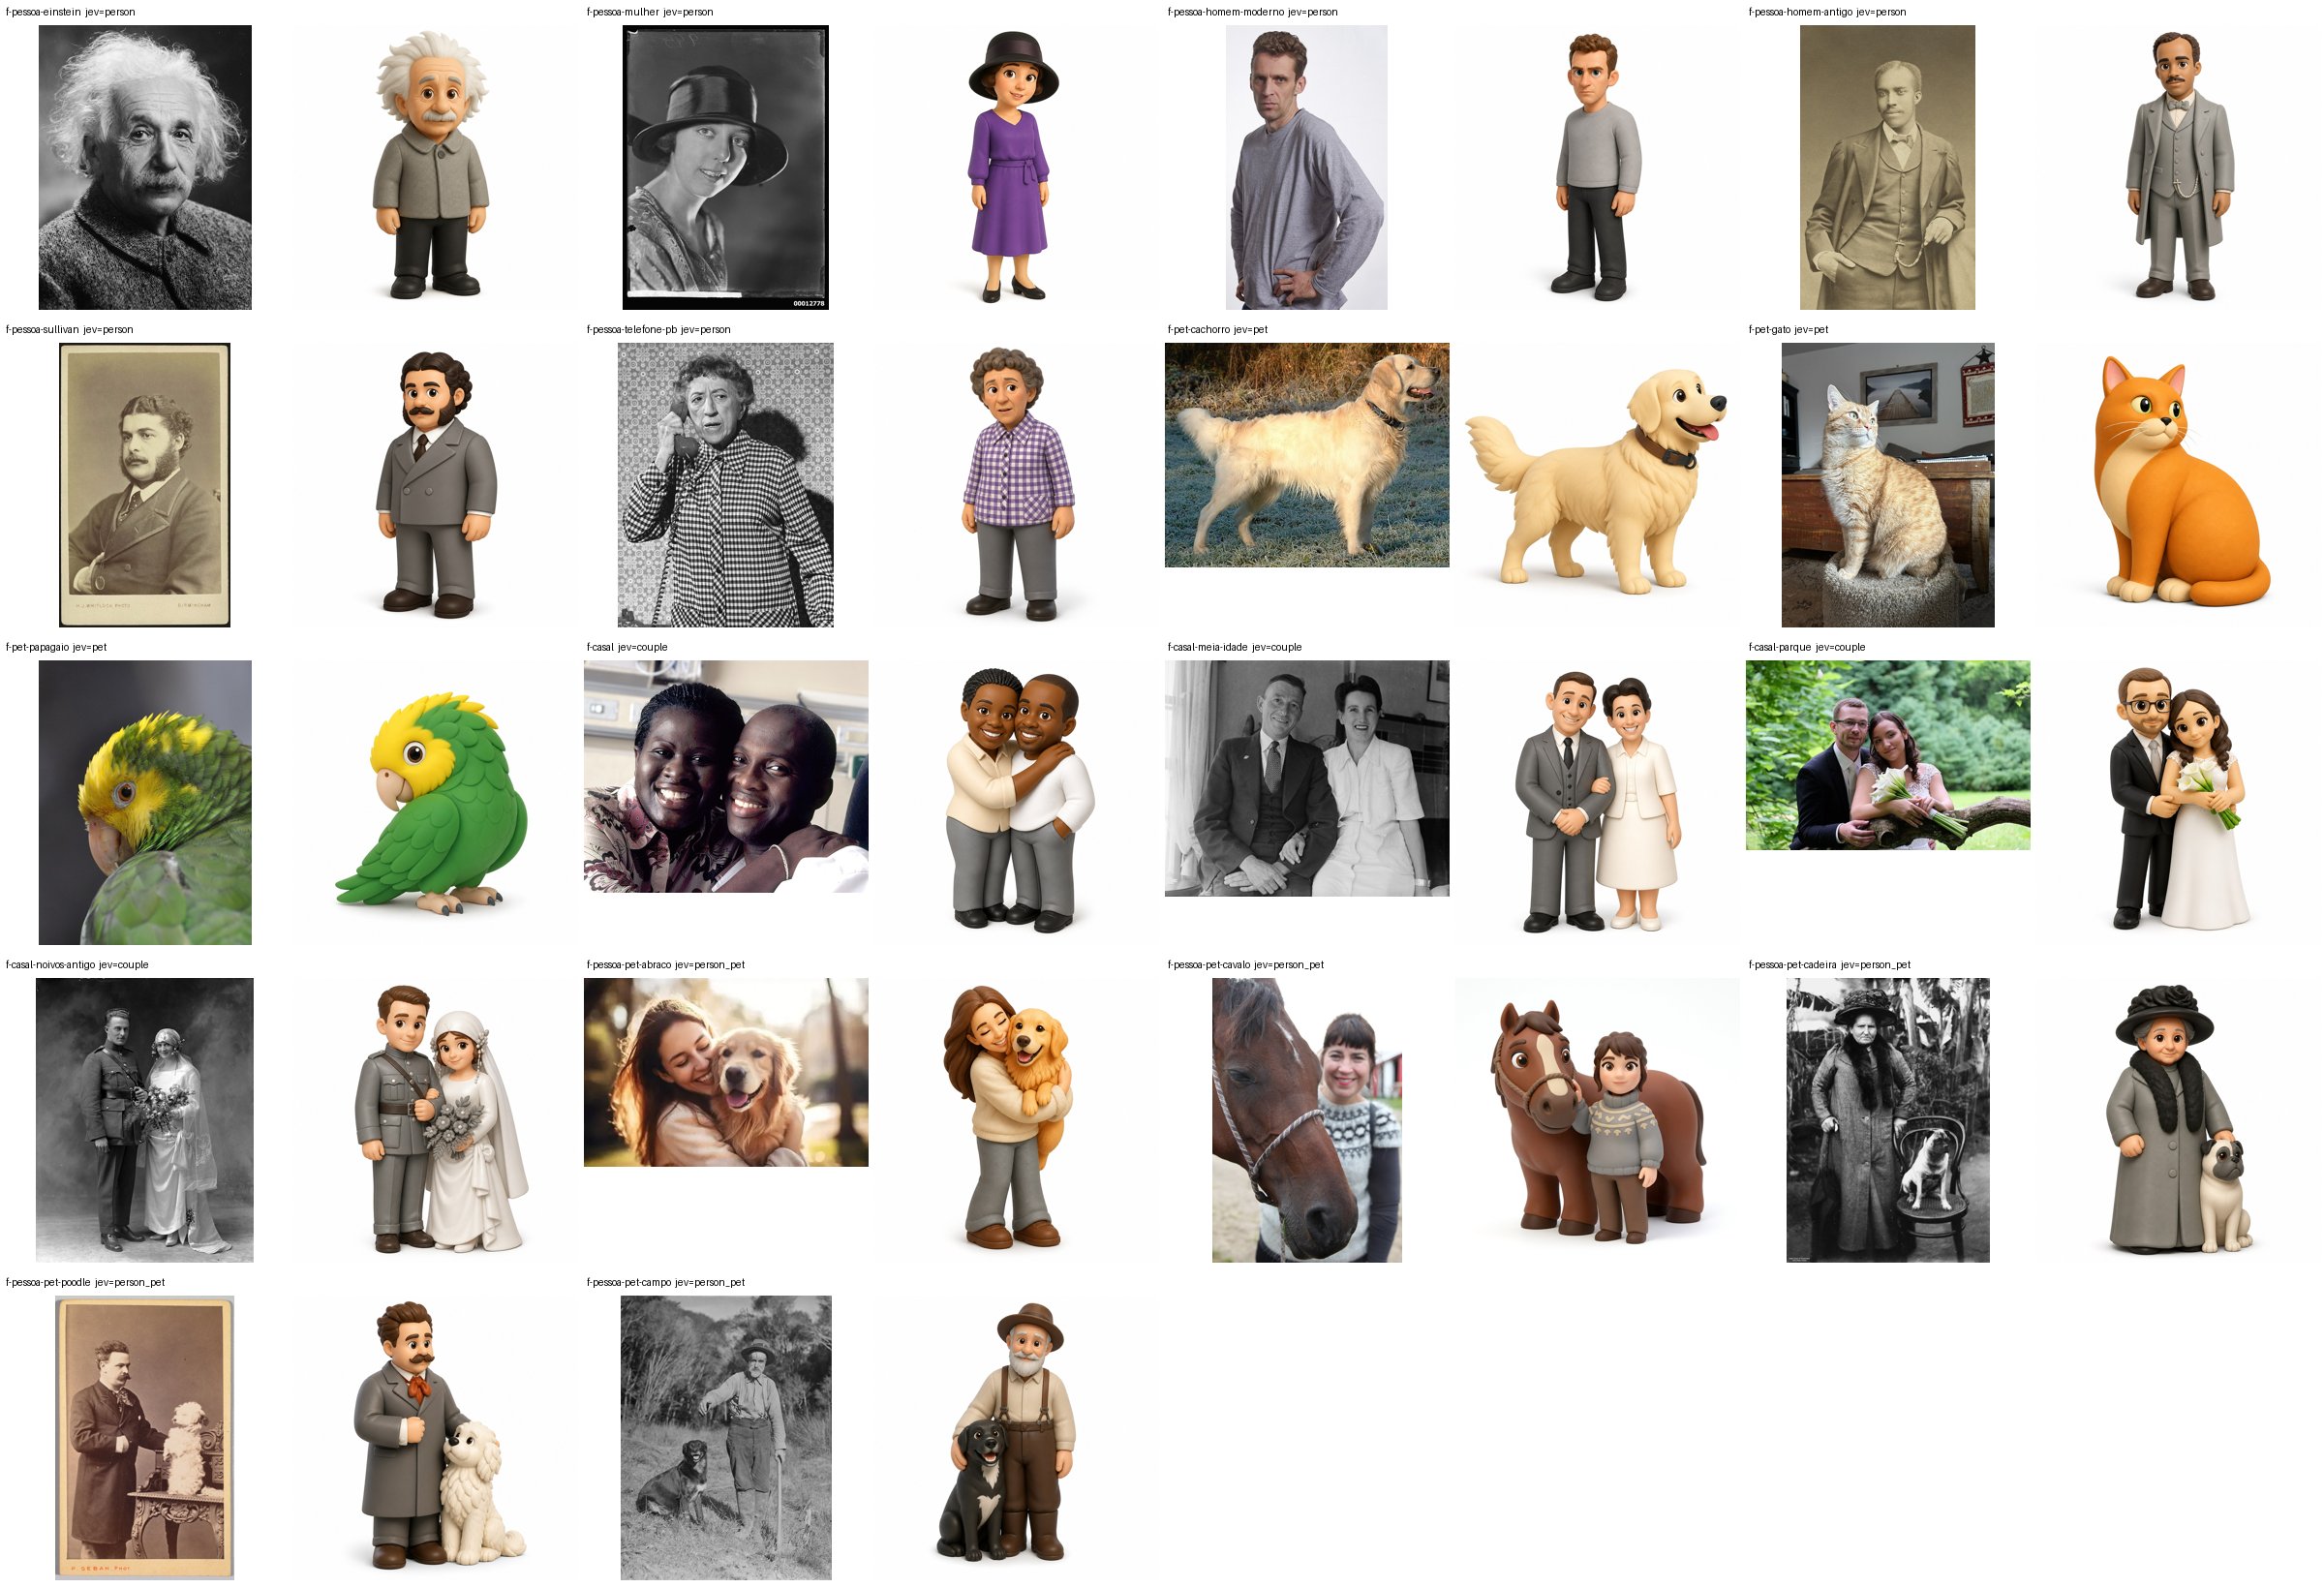 f-pessoa-einstein jev=person
f-pessoa-mulher jev=person
f-pessoa-homem-moderno jev=person
f-pessoa-homem-antigo jev=person
00012778
f-pessoa-sullivan jev=person
f-pessoa-telefone-pb jev=person
f-pet-cachorro jev=pet
f-pet-gato jev=pet
BIRMINGHAM
f-pet-papagaio jev=pet
f-casal jev=couple
f-casal-meia-idade jev=couple
f-casal-parque jev=couple
f-casal-noivos-antigo jev=couple
f-pessoa-pet-abraco jev=person_pet
f-pessoa-pet-cavalo jev=person_pet
f-pessoa-pet-cadeira jev=person_pet
f-pessoa-pet-poodle jev=person_pet
f-pessoa-pet-campo jev=person_pet